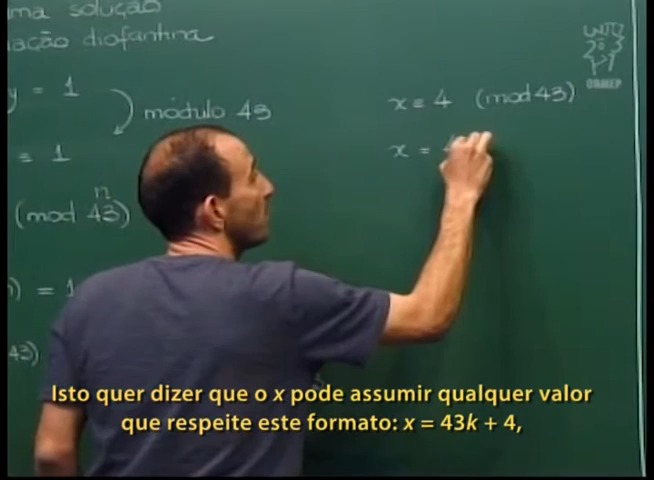 ma solução
ação diofantina
y = 1
módulo 43
x ≡ 4 (mod 43)
≡ 1
x =
n
(mod 43)
) = 1
43)
Isto quer dizer que o x pode assumir qualquer valor
que respeite este formato: x = 43k + 4,
OBMEP